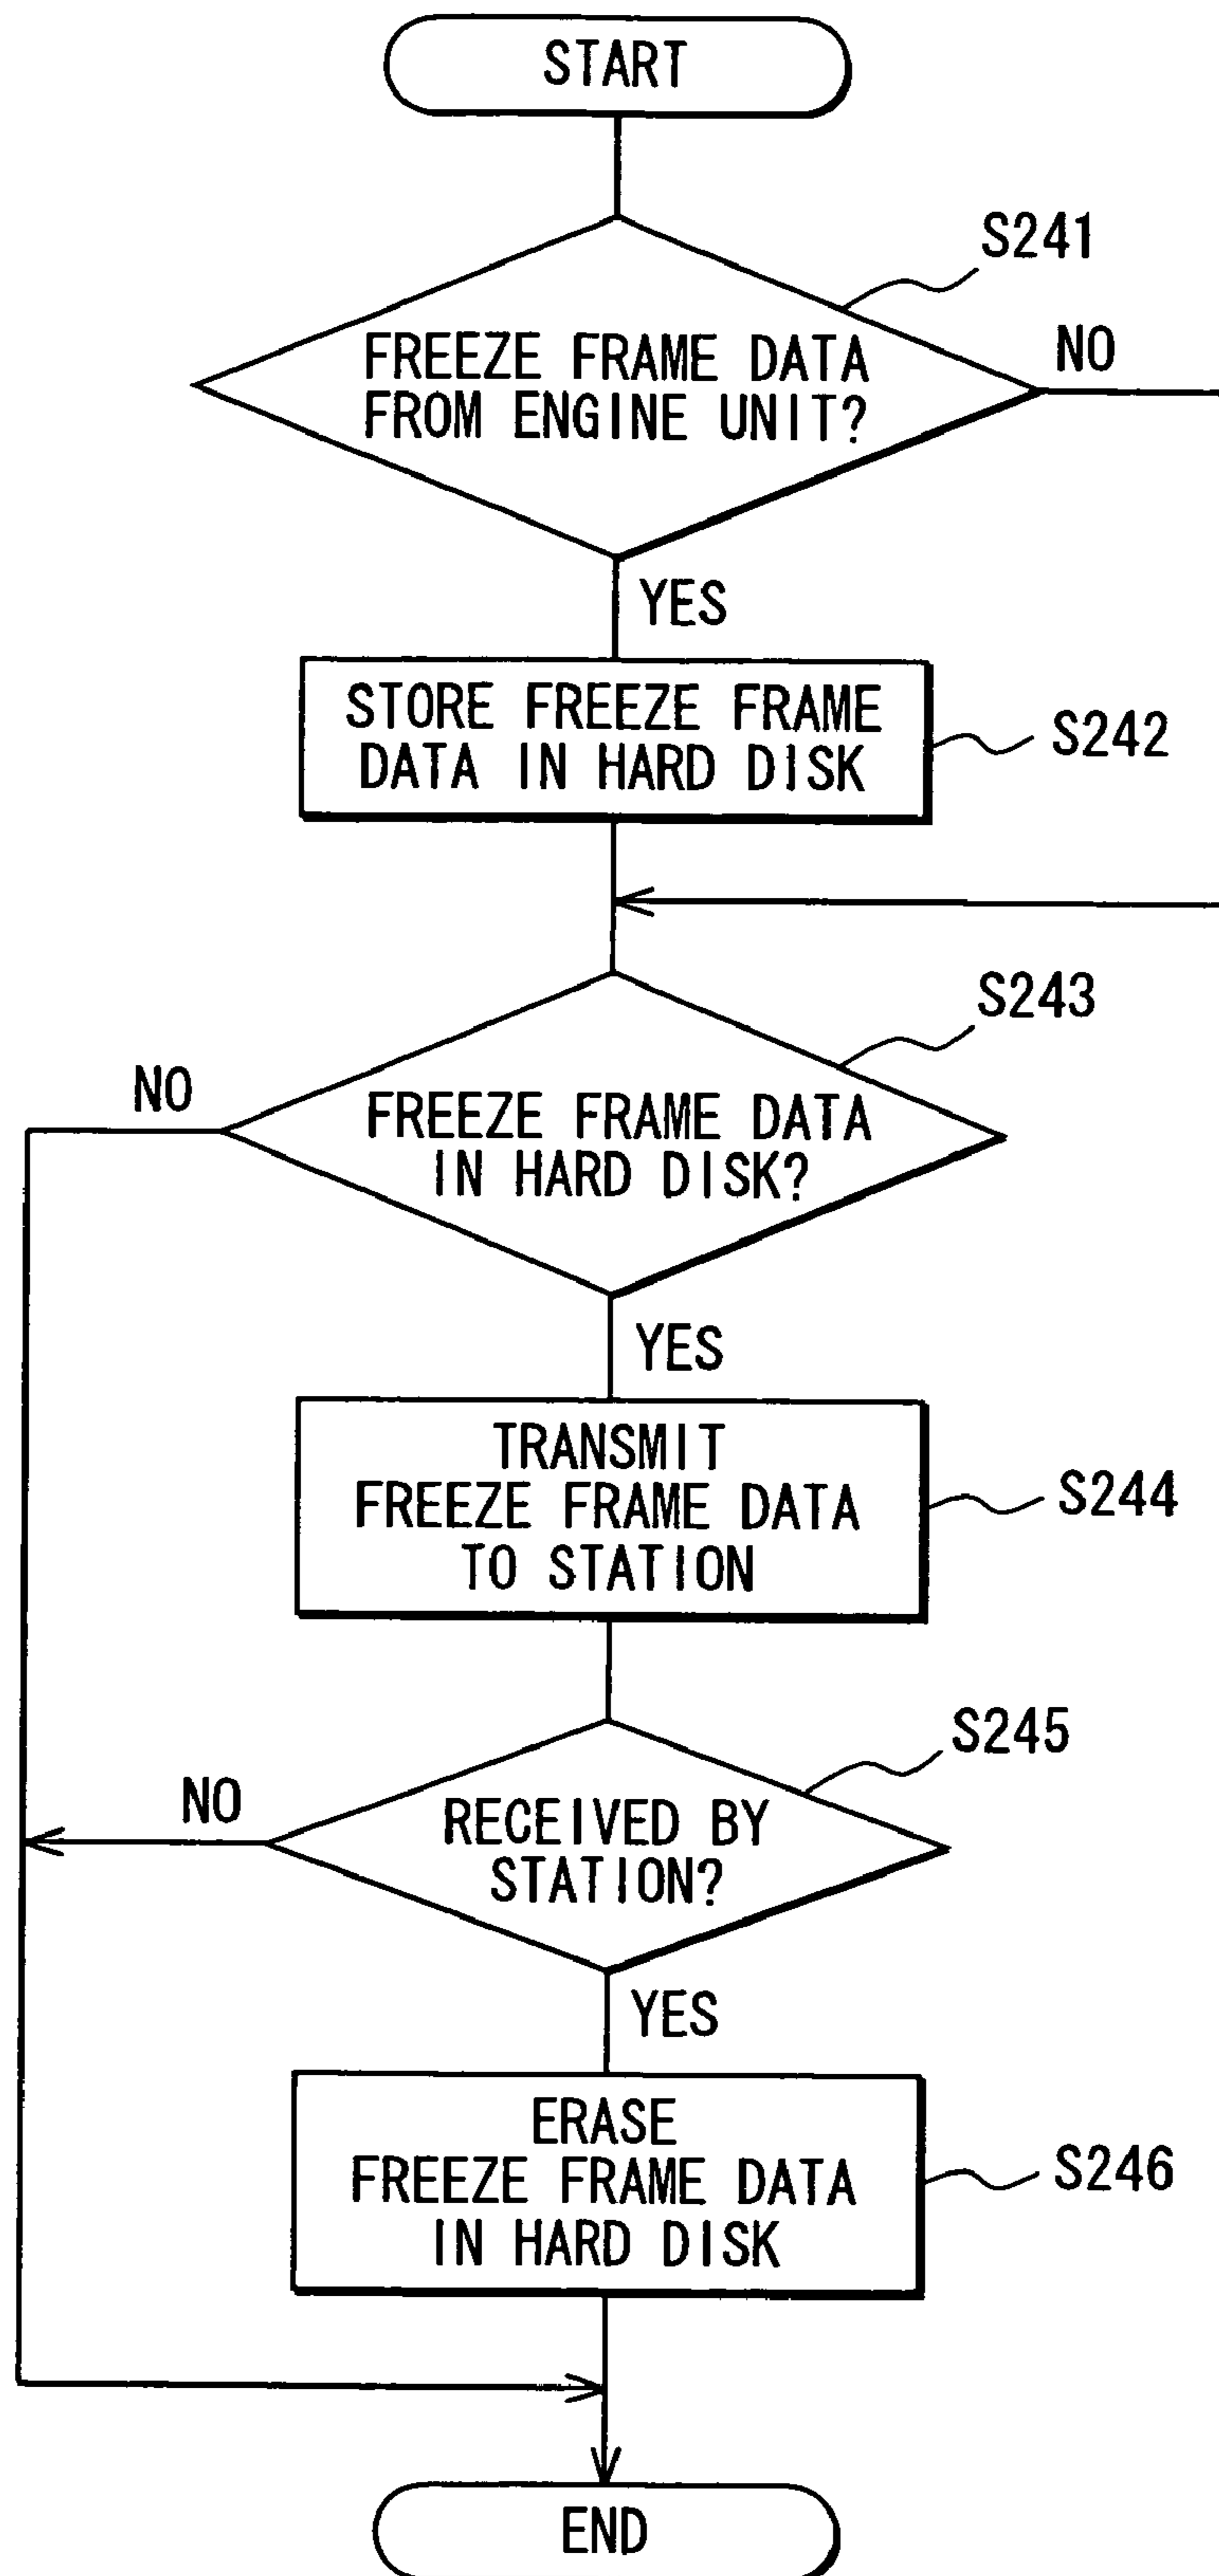 START
S241
FREEZE FRAME DATA
FROM ENGINE UNIT?
NO
YES
STORE FREEZE FRAME
DATA IN HARD DISK
S242
S243
NO
FREEZE FRAME DATA
IN HARD DISK?
YES
TRANSMIT
FREEZE FRAME DATA
TO STATION
S244
S245
NO
RECEIVED BY
STATION?
YES
ERASE
FREEZE FRAME DATA
IN HARD DISK
S246
END